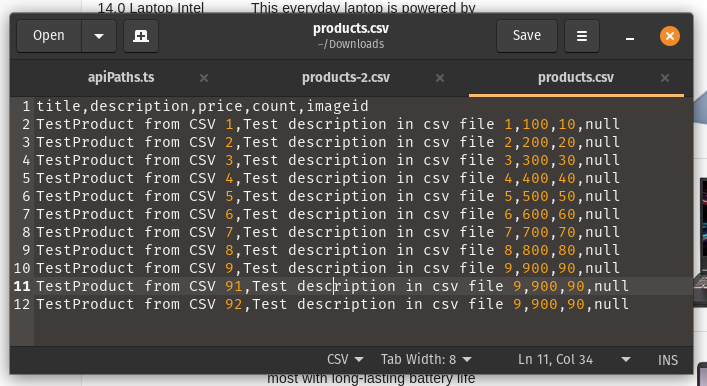 14.0 Laptop Intel
This everyday laptop is powered by
Open
products.csv
~/Downloads
Save
apiPaths.ts
products-2.csv
products.csv
1 title,description,price,count,imageid
2 TestProduct from CSV 1,Test description in csv file 1,100,10,null
3 TestProduct from CSV 2,Test description in csv file 2,200,20,null
4 TestProduct from CSV 3,Test description in csv file 3,300,30,null
5 TestProduct from CSV 4,Test description in csv file 4,400,40,null
6 TestProduct from CSV 5,Test description in csv file 5,500,50,null
7 TestProduct from CSV 6,Test description in csv file 6,600,60,null
8 TestProduct from CSV 7,Test description in csv file 7,700,70,null
9 TestProduct from CSV 8,Test description in csv file 8,800,80,null
10 TestProduct from CSV 9,Test description in csv file 9,900,90,null
11 TestProduct from CSV 91,Test description in csv file 9,900,90,null
12 TestProduct from CSV 92,Test description in csv file 9,900,90,null
CSV
Tab Width: 8
Ln 11, Col 34
INS
most with long-lasting battery life